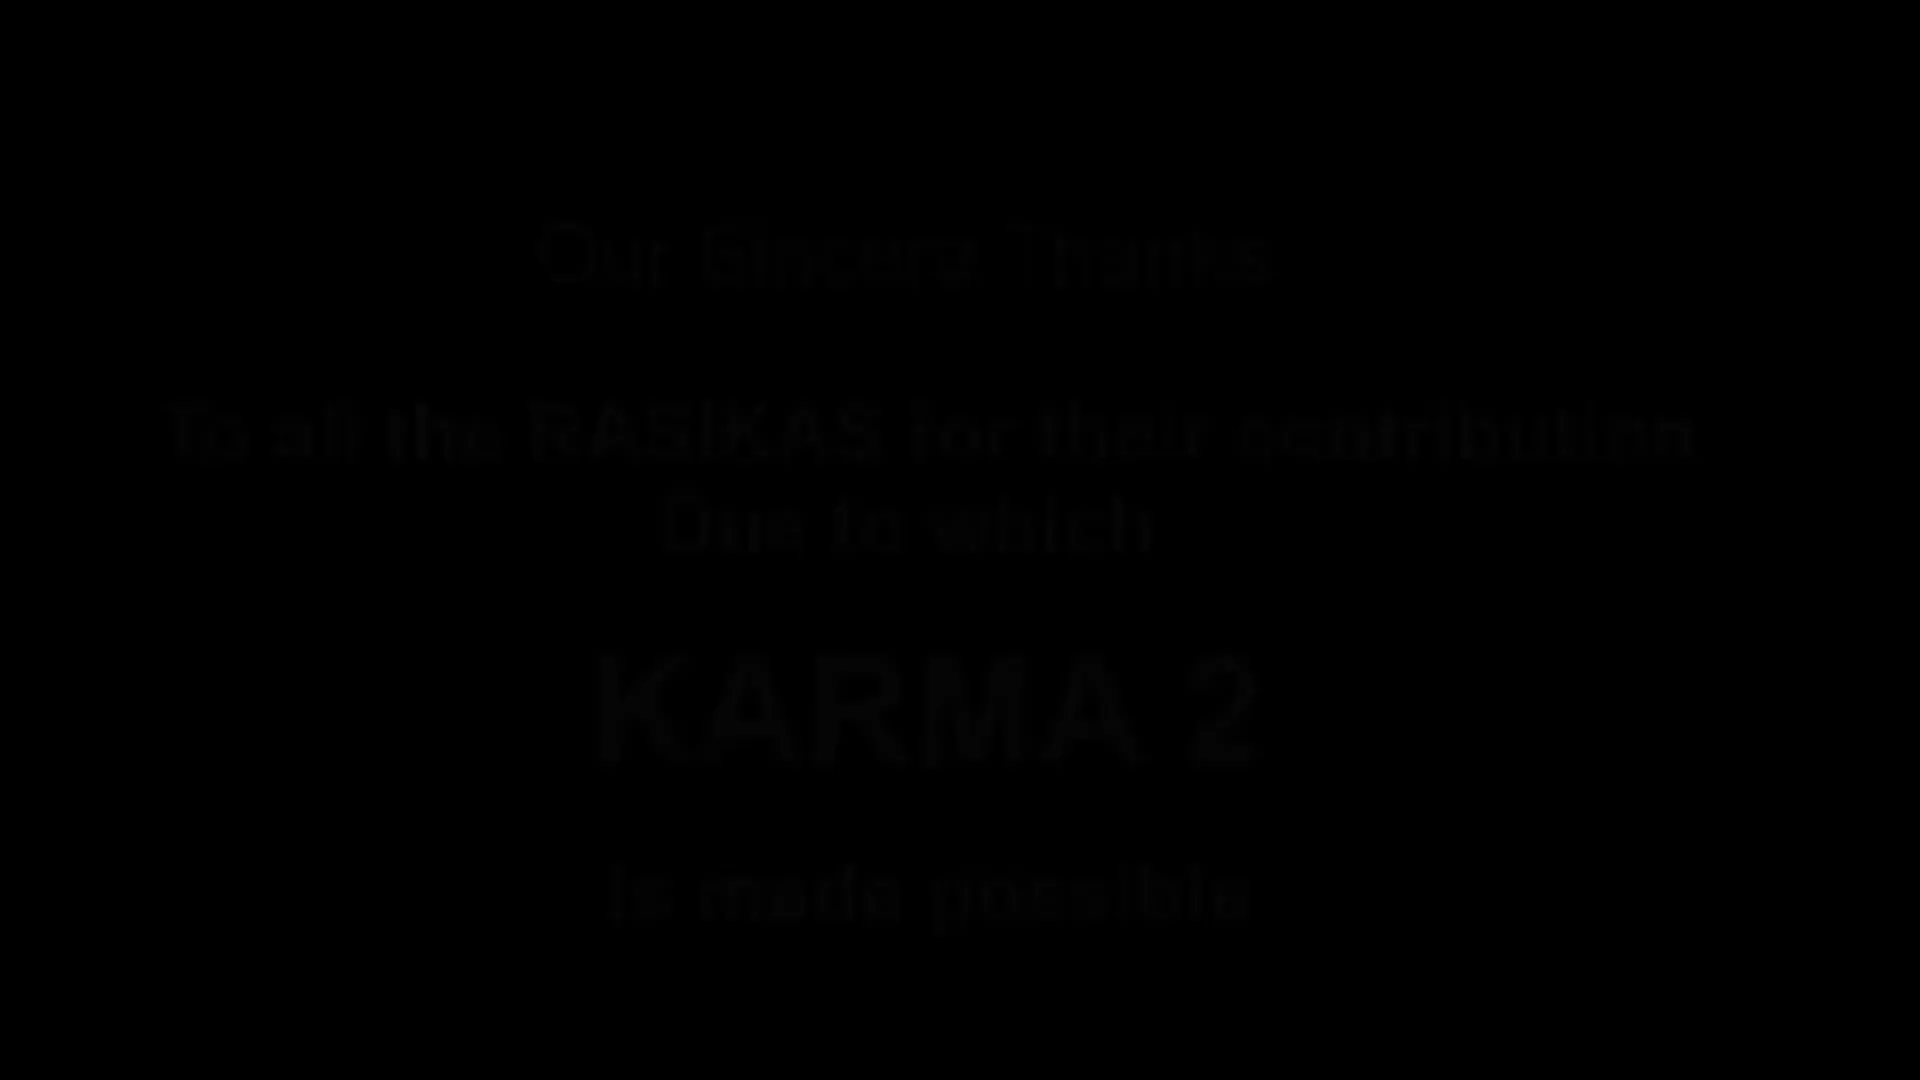 Our Sincere Thanks
To all the RASIKAS for their contribution
Due to which
KARMA 2
is made possible